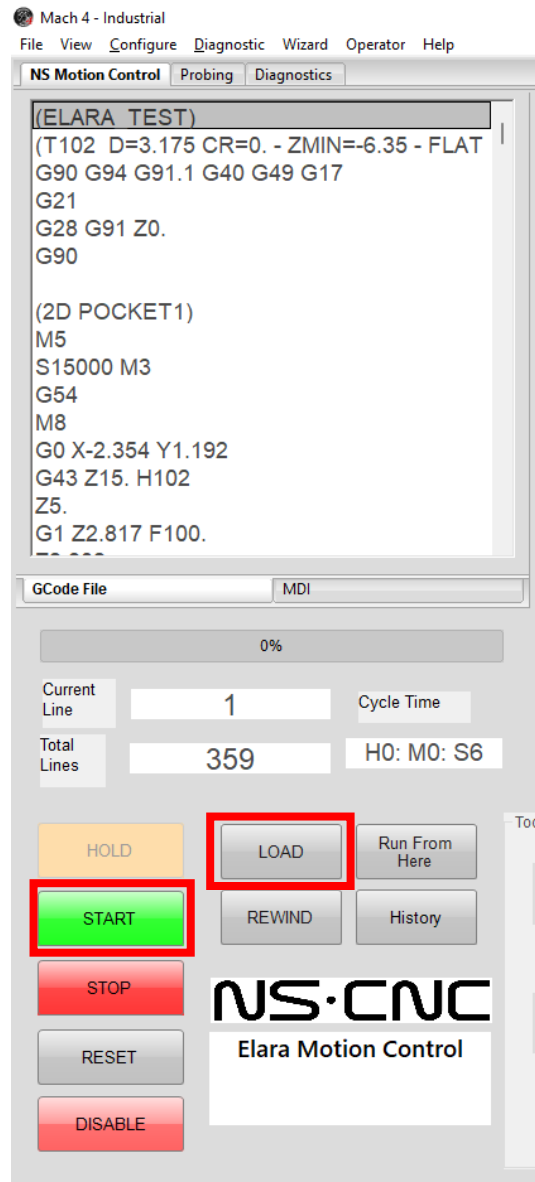 Mach 4 - Industrial
File View Configure Diagnostic Wizard Operator Help
NS Motion Control Probing Diagnostics
(ELARA_TEST)
(T102 D=3.175 CR=0. - ZMIN=-6.35 - FLAT
G90 G94 G91.1 G40 G49 G17
G21
G28 G91 Z0.
G90
(2D POCKET1)
M5
S15000 M3
G54
M8
G0 X-2.354 Y1.192
G43 Z15. H102
Z5.
G1 Z2.817 F100.
GCode File MDI
0%
Current
Line
1
Cycle Time
Total
Lines
359
H0: M0: S6
HOLD
LOAD
Run From
Here
START
REWIND
History
STOP
NS·CNC
RESET
Elara Motion Control
DISABLE